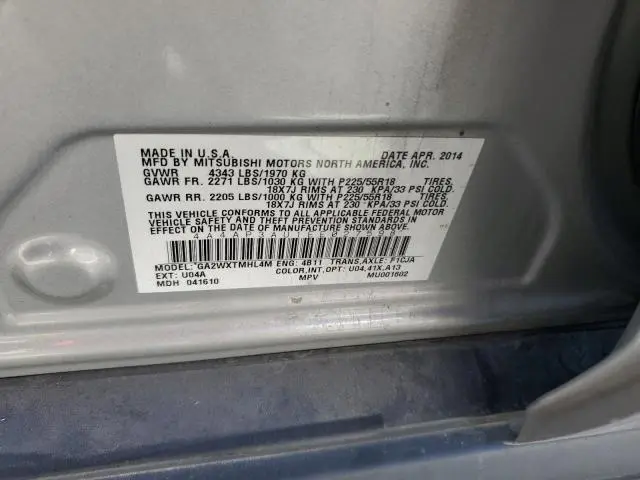 MADE IN U.S.A. DATE APR. 2014
MFD BY MITSUBISHI MOTORS NORTH AMERICA, INC.
GVWR 4343 LBS/1970 KG
GAWR FR. 2271 LBS/1030 KG WITH P225/55R18 TIRES,
18X7J RIMS AT 230 KPA/33 PSI COLD.
GAWR RR. 2205 LBS/1000 KG WITH P225/55R18 TIRES,
18X7J RIMS AT 230 KPA/33 PSI COLD.
THIS VEHICLE CONFORMS TO ALL APPLICABLE FEDERAL MOTOR
VEHICLE SAFETY AND BUMPER STANDARDS IN EFFECT ON THE
DATE OF MANUFACTURE SHOWN ABOVE.
MODEL: GA2WXTMHL4M ENG: 4B11 TRANS,AXLE: F1CJA
EXT: U04A COLOR,INT,OPT: U04,41X,A13
MDH 041610 MPV MU001602